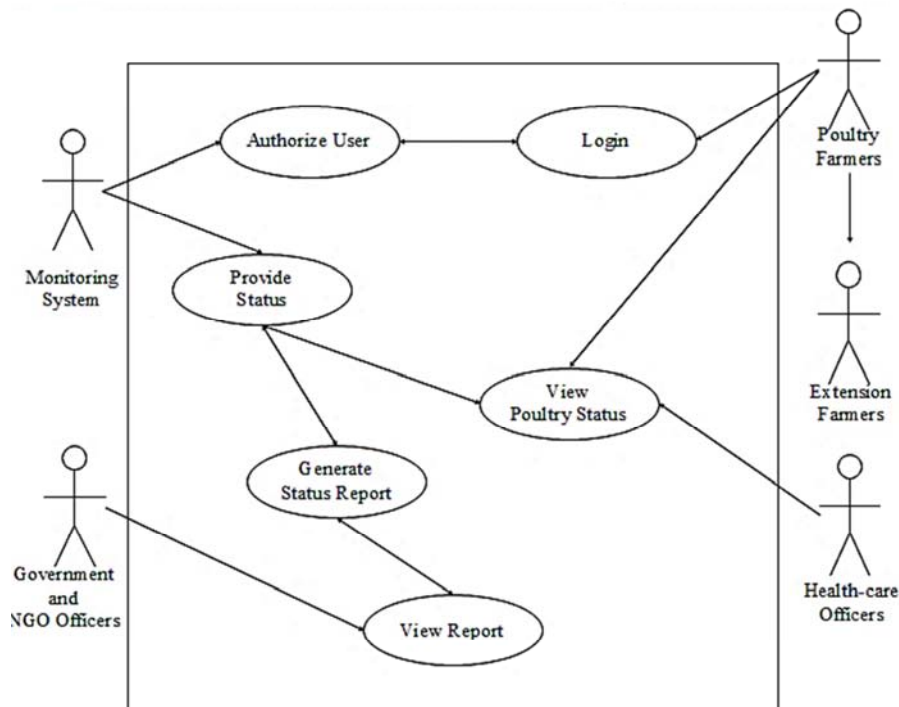 Authorize User
Login
Poultry
Farmers
Monitoring
System
Provide
Status
View
Poultry Status
Extension
Farmers
Generate
Status Report
Government
and
NGO Officers
View Report
Health-care
Officers